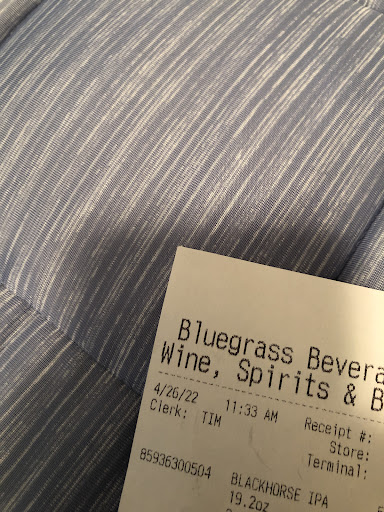 Bluegrass Bevera
Wine, Spirits & B
4/26/22 11:33 AM Receipt #:
Clerk: TIM Store:
Terminal:
85936300504 BLACKHORSE IPA
19.2oz